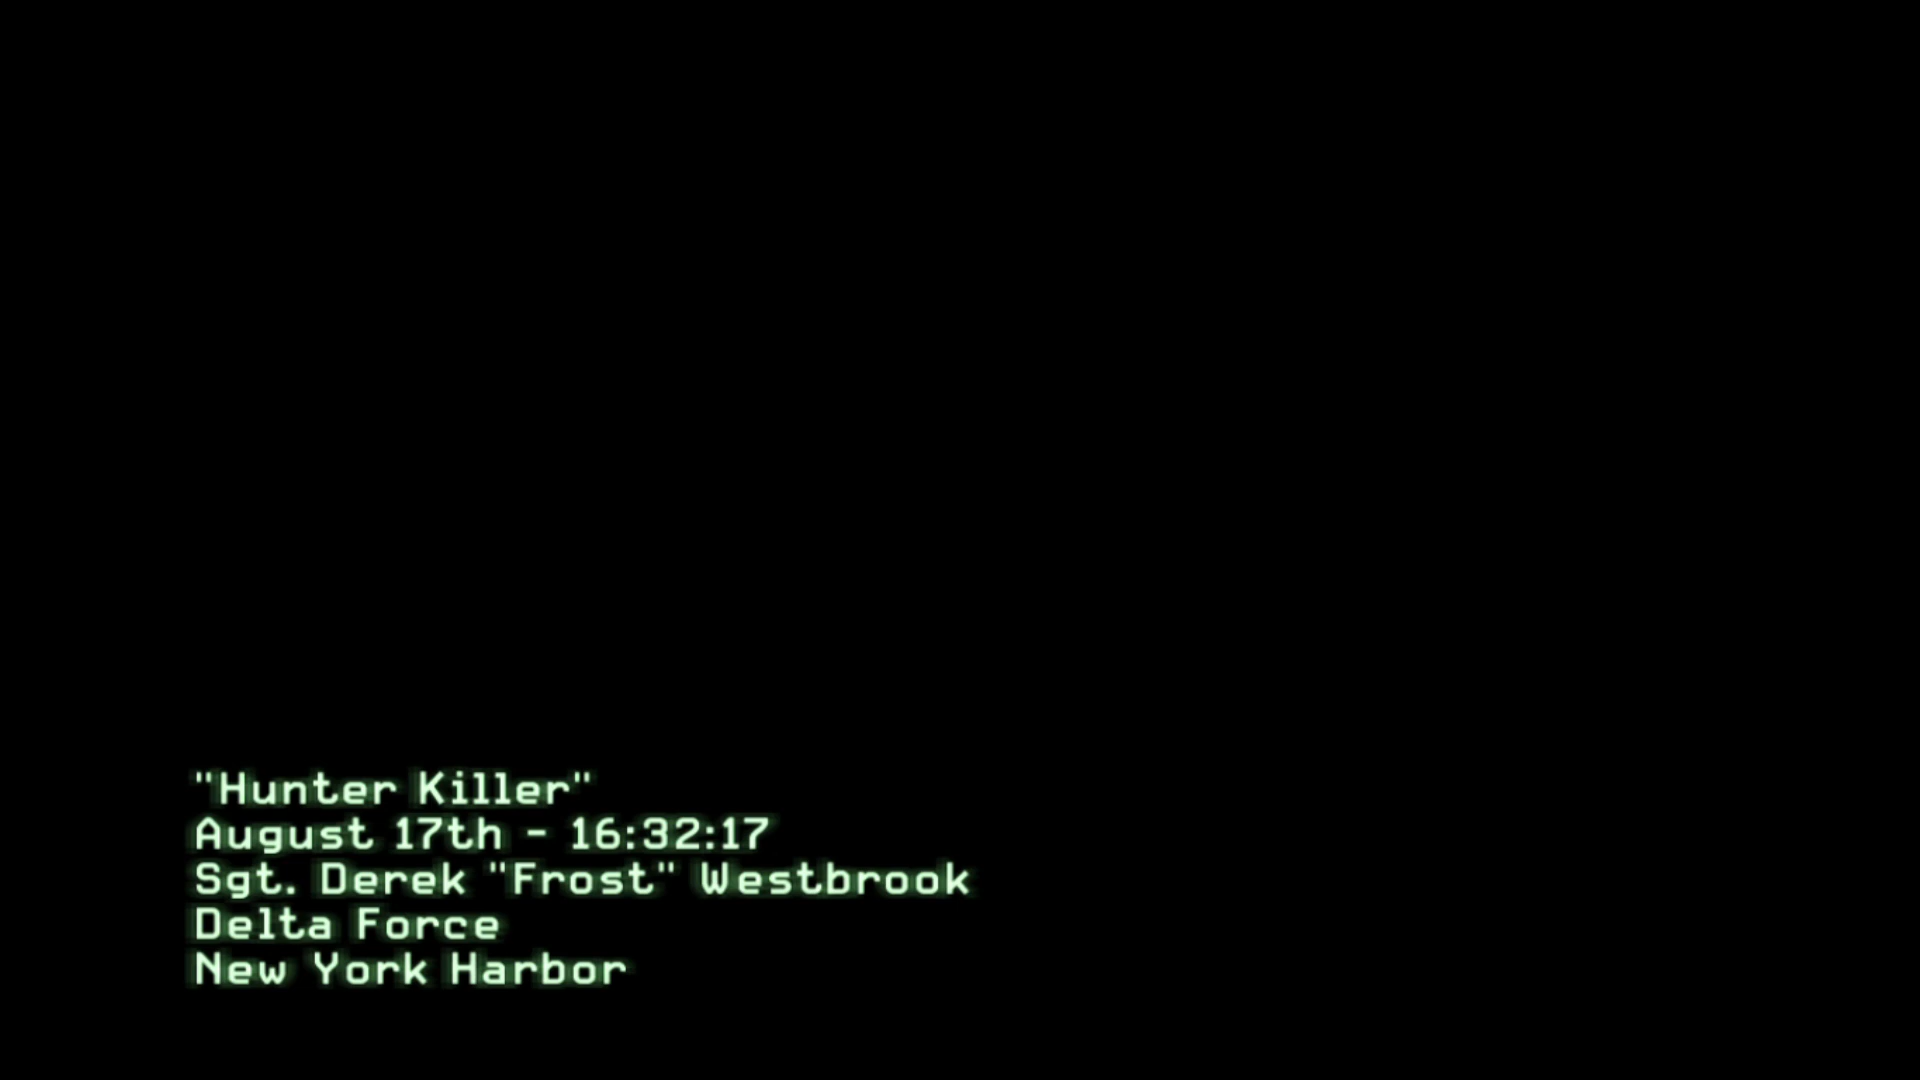 "Hunter Killer"
August 17th - 16:32:17
Sgt. Derek "Frost" Westbrook
Delta Force
New York Harbor